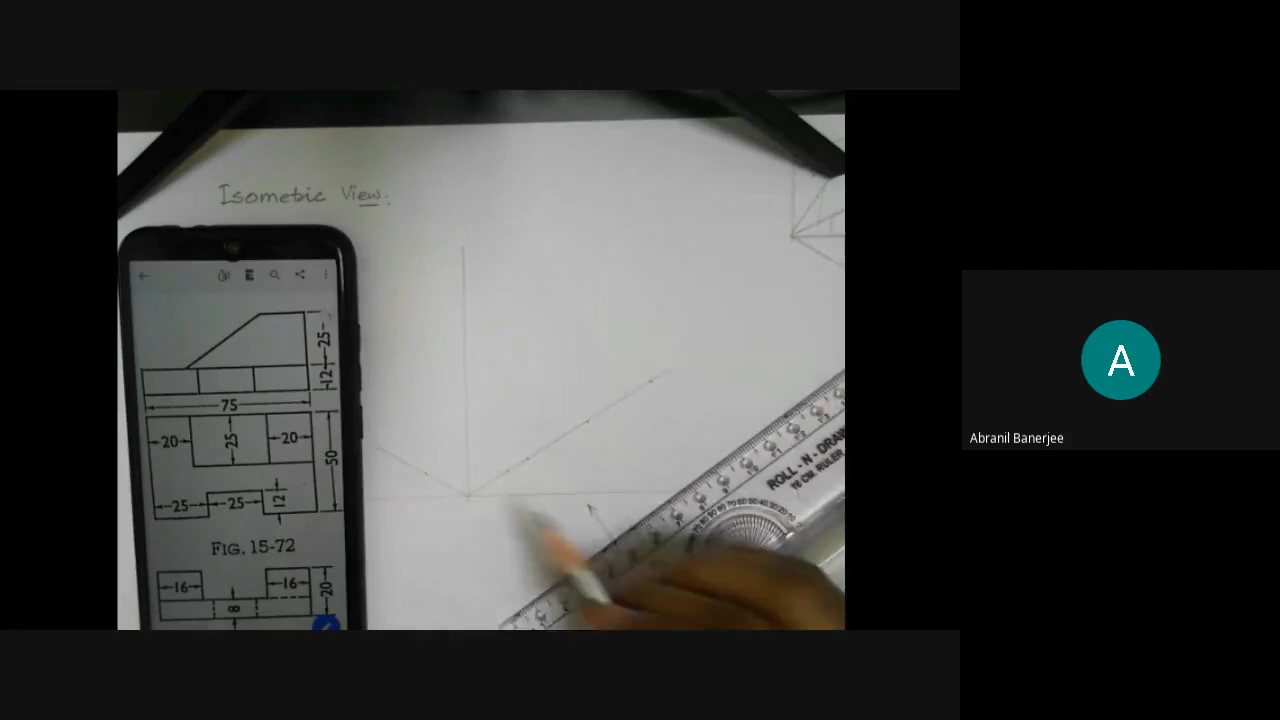 Isometric View.
25
12
75
20
25
20
50
25
25
12
FIG. 15-72
16
16
20
8
ROLL-N-DRAW
Abranil Banerjee
A